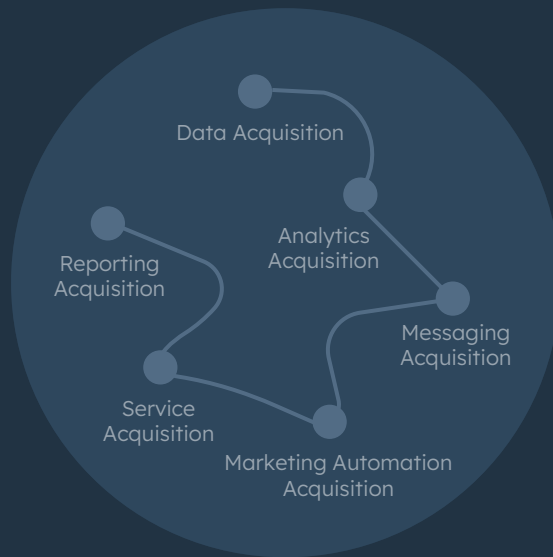 Data Acquisition
Analytics
Acquisition
Reporting
Acquisition
Messaging
Acquisition
Service
Acquisition
Marketing Automation
Acquisition